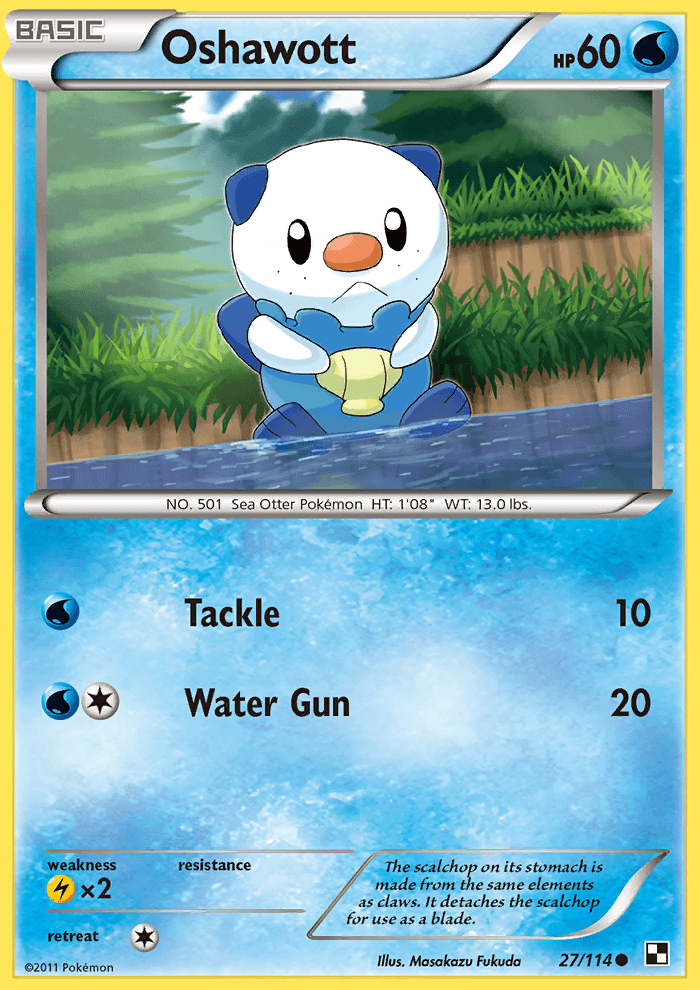 BASIC
Oshawott
HP60
NO. 501 Sea Otter Pokémon HT: 1'08" WT: 13.0 lbs.
Tackle 10
Water Gun 20
weakness resistance
×2
retreat
The scalchop on its stomach is
made from the same elements
as claws. It detaches the scalchop
for use as a blade.
©2011 Pokémon
Illus. Masakazu Fukuda
27/114